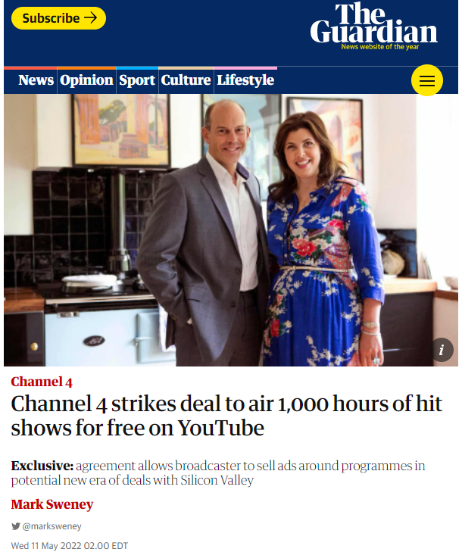 Subscribe →
The
Guardian
News website of the year
News Opinion Sport Culture Lifestyle
i
Channel 4
Channel 4 strikes deal to air 1,000 hours of hit
shows for free on YouTube
Exclusive: agreement allows broadcaster to sell ads around programmes in
potential new era of deals with Silicon Valley
Mark Sweney
@marksweney
Wed 11 May 2022 02.00 EDT